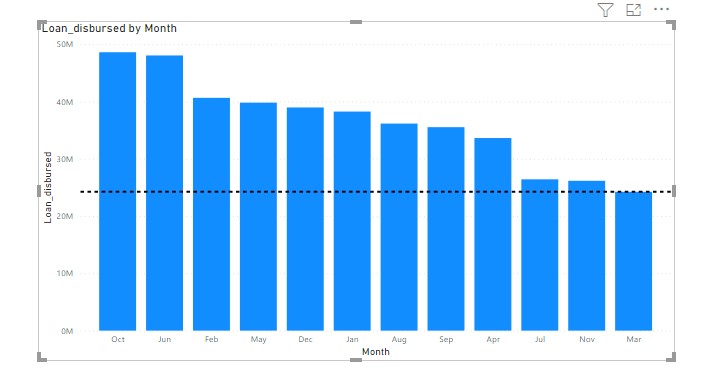 Loan_disbursed by Month
50M
40M
30M
20M
10M
0M
Loan_disbursed
Oct Jun Feb May Dec Jan Aug Sep Apr Jul Nov Mar
Month